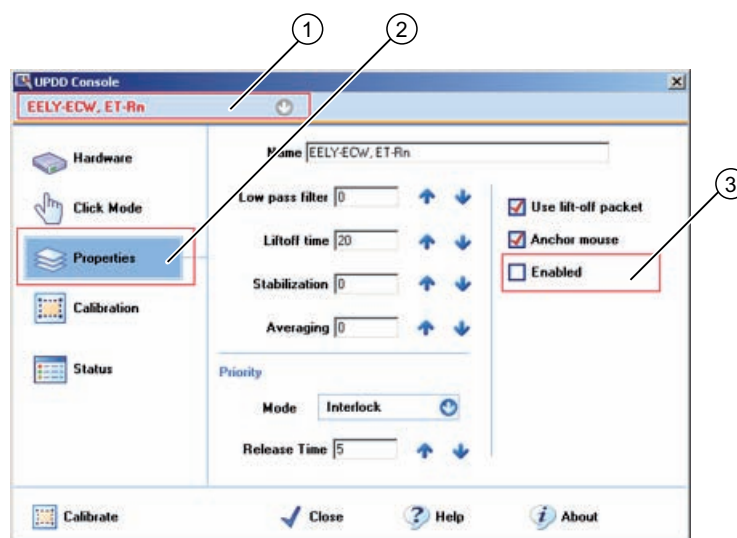 1
2
UPDD Console
EELY-ECW, ET-Rn
Hardware
Click Mode
Properties
Calibration
Status
Name EELY-ECW, ET-Rn
Low pass filter 0
Liftoff time 20
Stabilization 0
Averaging 0
Priority
Mode Interlock
Release Time 5
Use lift-off packet
Anchor mouse
Enabled
3
Calibrate
Close
Help
About